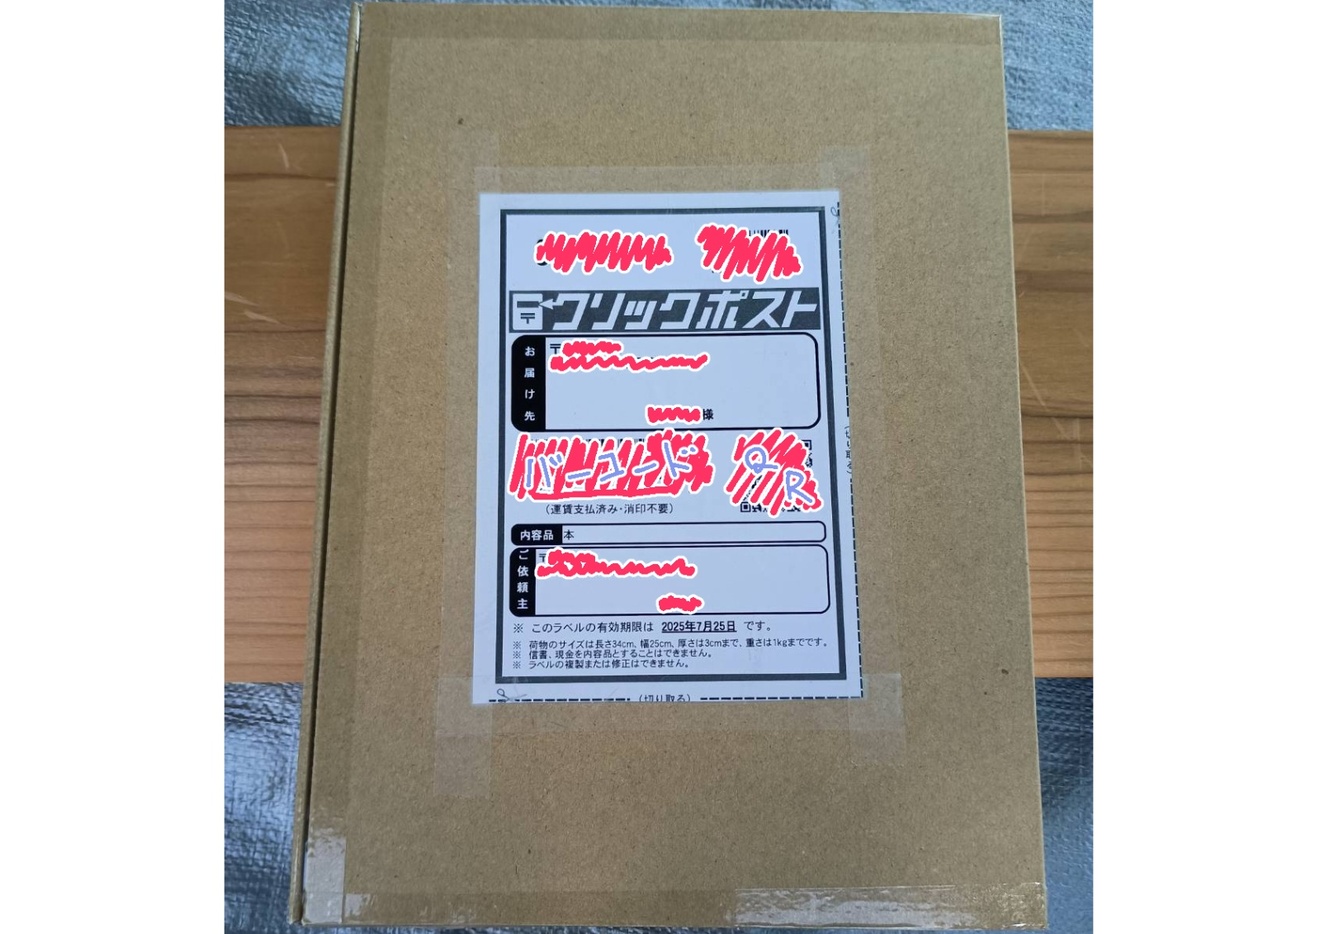 クリックポスト
お届け先
〒
様
バーコード
QR
(運賃支払済み・消印不要)
内容品 本
ご依頼主
〒
※ このラベルの有効期限は 2025年7月25日 です。
※ 荷物のサイズは長さ34cm、幅25cm、厚さは3cmまで、重さは1kgまでです。
※ 信書、現金を内容品とすることはできません。
※ ラベルの複製または修正はできません。
(切り取る)
(切り取る)